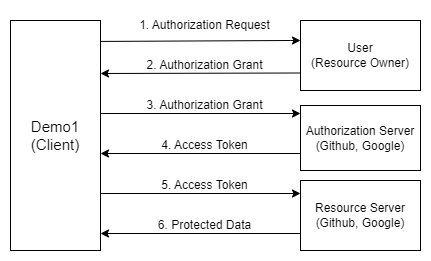 1. Authorization Request
User
(Resource Owner)
2. Authorization Grant
3. Authorization Grant
Demo1
(Client)
Authorization Server
(Github, Google)
4. Access Token
5. Access Token
Resource Server
(Github, Google)
6. Protected Data